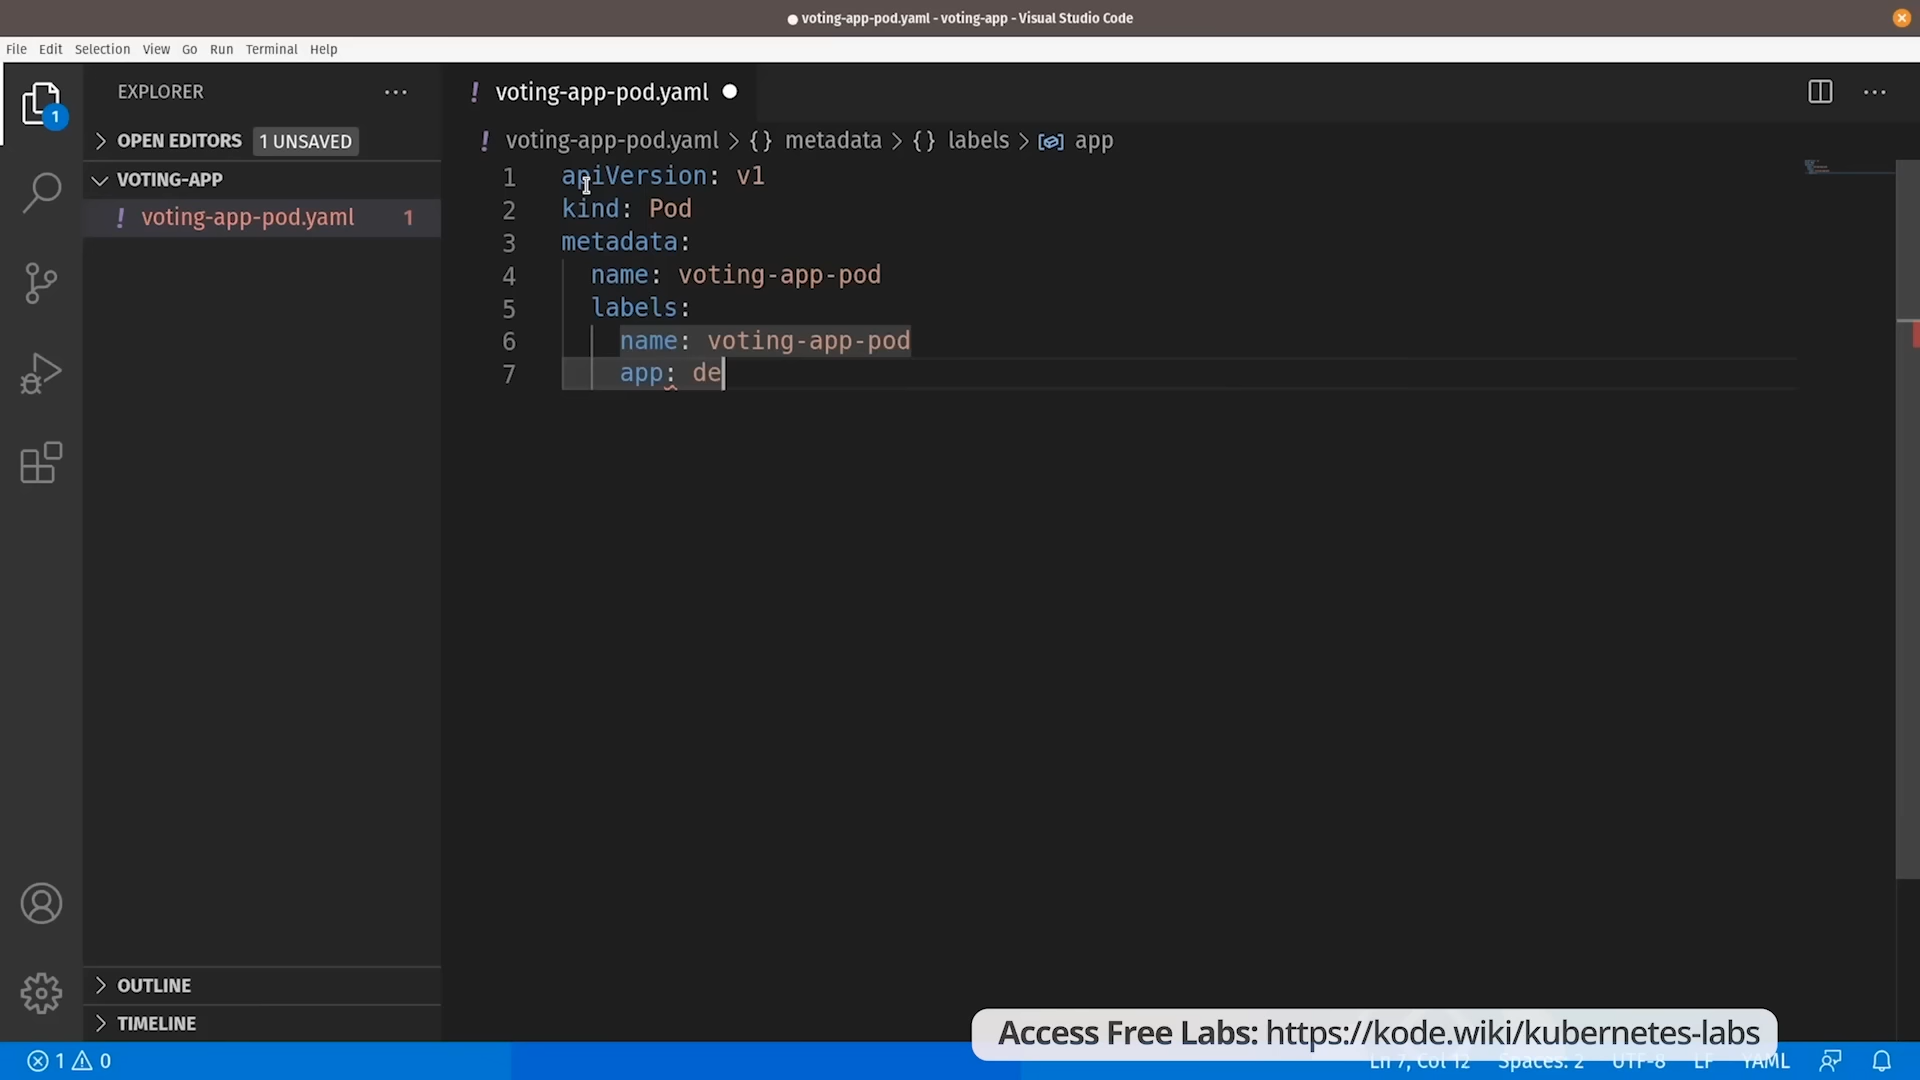 ● voting-app-pod.yaml - voting-app - Visual Studio Code
File Edit Selection View Go Run Terminal Help
EXPLORER ...
1
OPEN EDITORS 1 UNSAVED
VOTING-APP
! voting-app-pod.yaml 1
OUTLINE
TIMELINE
! voting-app-pod.yaml ●
! voting-app-pod.yaml > {} metadata > {} labels > app
1 apiVersion: v1
2 kind: Pod
3 metadata:
4   name: voting-app-pod
5   labels:
6     name: voting-app-pod
7     app: de
Access Free Labs: https://kode.wiki/kubernetes-labs
1 0
Ln 7, Col 12 Spaces: 2 UTF-8 LF YAML